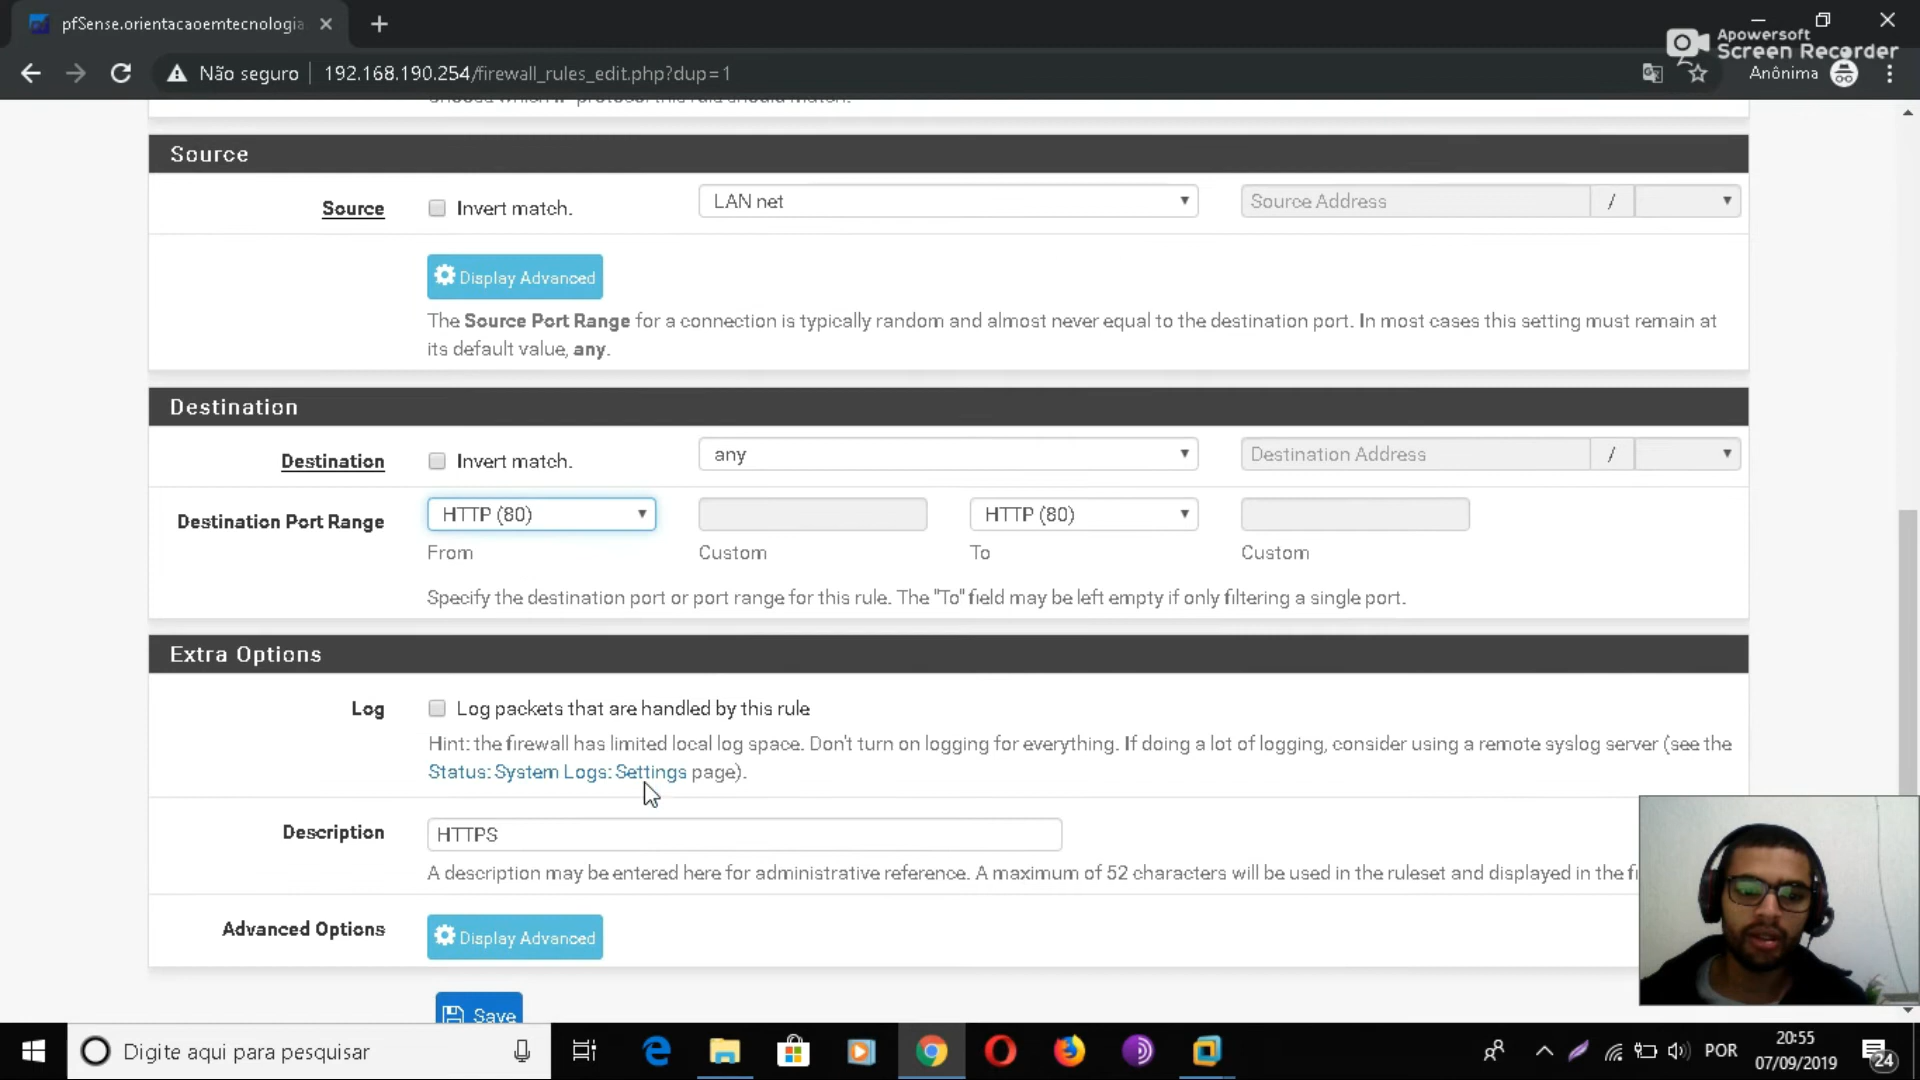 pfSense.orientacaoemtecnologia
Apowersoft
Screen Recorder
Não seguro 192.168.190.254/firewall_rules_edit.php?dup=1
Anônima
choose which IP protocol this rule should match.
Source
Source Invert match. LAN net Source Address /
Display Advanced
The Source Port Range for a connection is typically random and almost never equal to the destination port. In most cases this setting must remain at
its default value, any.
Destination
Destination Invert match. any Destination Address /
Destination Port Range HTTP (80) HTTP (80)
From Custom To Custom
Specify the destination port or port range for this rule. The "To" field may be left empty if only filtering a single port.
Extra Options
Log Log packets that are handled by this rule
Hint: the firewall has limited local log space. Don't turn on logging for everything. If doing a lot of logging, consider using a remote syslog server (see the
Status: System Logs: Settings page).
Description HTTPS
A description may be entered here for administrative reference. A maximum of 52 characters will be used in the ruleset and displayed in the fi
Advanced Options Display Advanced
Save
Digite aqui para pesquisar
POR
20:55
07/09/2019
24